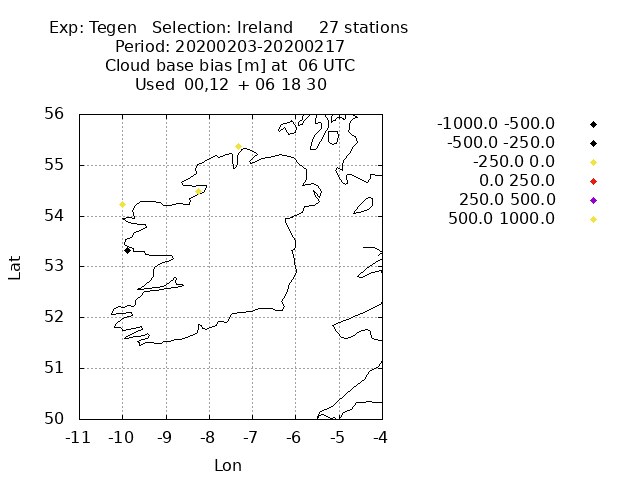 Exp: Tegen   Selection: Ireland     27 stations
Period: 20200203-20200217
Cloud base bias [m] at  06 UTC
Used  00,12  + 06 18 30
-1000.0 -500.0
-500.0 -250.0
-250.0 0.0
0.0 250.0
250.0 500.0
500.0 1000.0
56
55
54
53
52
51
50
Lat
-11 -10 -9 -8 -7 -6 -5 -4
Lon